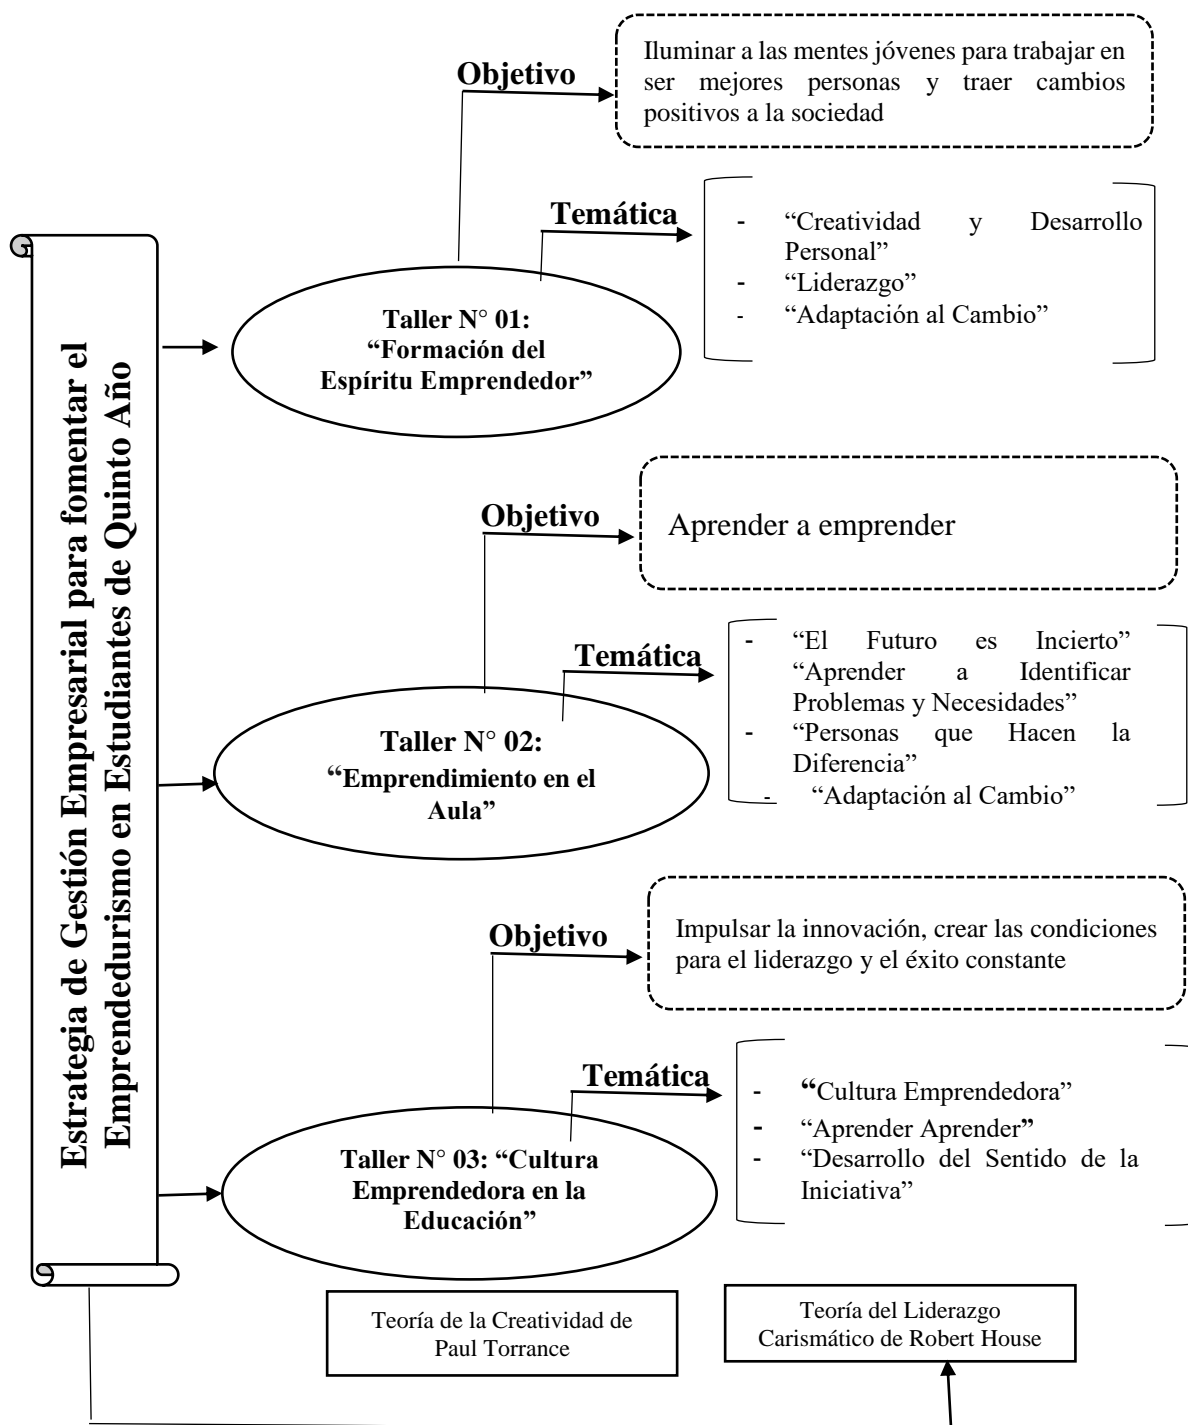 Estrategia de Gestión Empresarial para fomentar el
Emprendedurismo en Estudiantes de Quinto Año
Objetivo
Iluminar a las mentes jóvenes para trabajar en
ser mejores personas y traer cambios
positivos a la sociedad
Temática
- “Creatividad y Desarrollo
Personal”
- “Liderazgo”
- “Adaptación al Cambio”
Taller N° 01:
“Formación del
Espíritu Emprendedor”
Objetivo
Aprender a emprender
Temática
- “El Futuro es Incierto”
“Aprender a Identificar
Problemas y Necesidades”
- “Personas que Hacen la
Diferencia”
- “Adaptación al Cambio”
Taller N° 02:
“Emprendimiento en el
Aula”
Objetivo
Impulsar la innovación, crear las condiciones
para el liderazgo y el éxito constante
Temática
- “Cultura Emprendedora”
- “Aprender Aprender”
- “Desarrollo del Sentido de la
Iniciativa”
Taller N° 03: “Cultura
Emprendedora en la
Educación”
Teoría de la Creatividad de
Paul Torrance
Teoría del Liderazgo
Carismático de Robert House